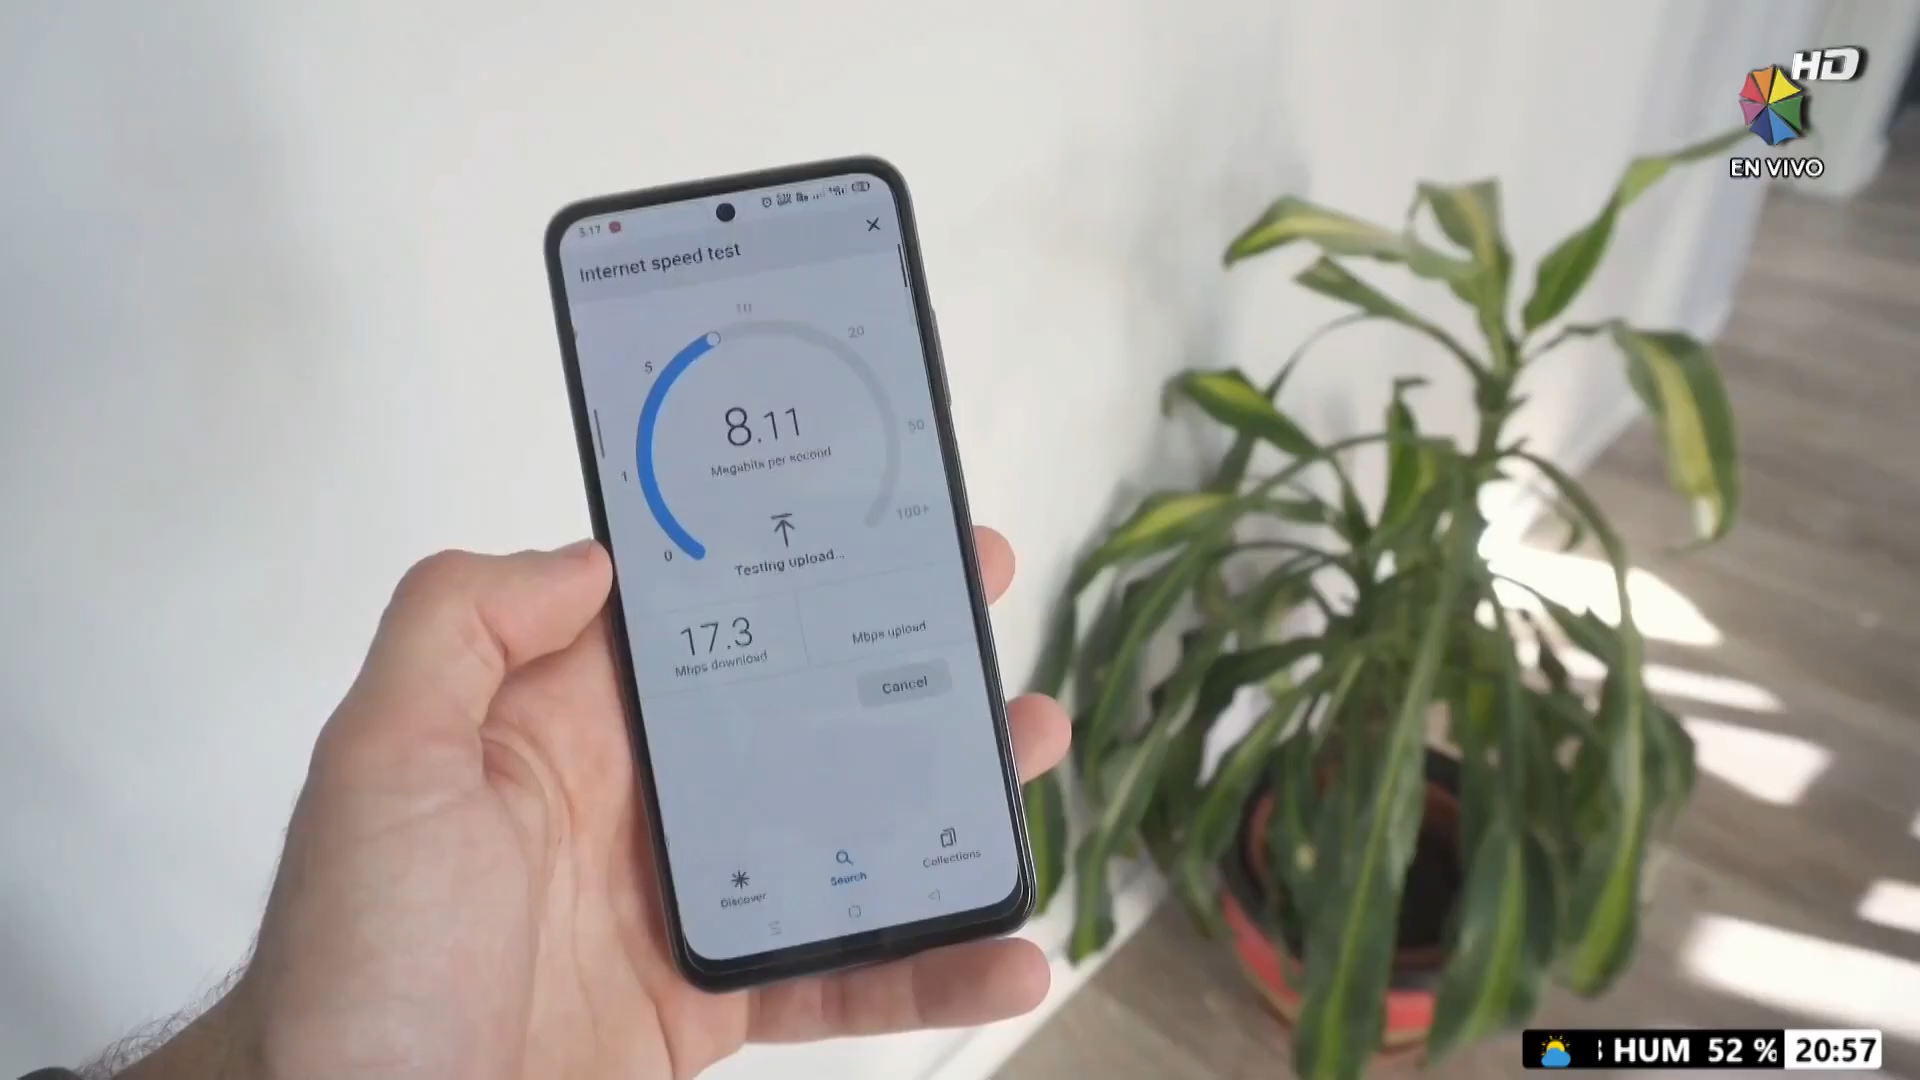 HD
EN VIVO
5.17
Internet speed test
10
20
5
50
8.11
Megabits per second
1
100+
0
Testing upload...
17.3
Mbps download
Mbps upload
Cancel
Discover
Search
Collections
HUM 52 %
20:57